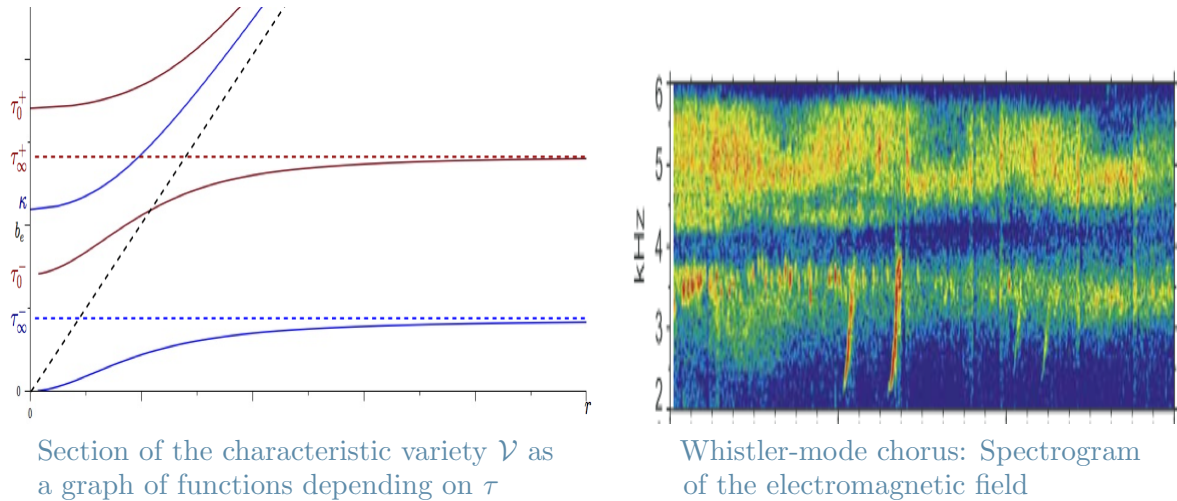 τ₀⁺
τ∞⁺
κ
bₑ
τ₀⁻
τ∞⁻
0
0
r
Section of the characteristic variety 𝒱 as
a graph of functions depending on τ
6
5
4
3
2
kHz
Whistler-mode chorus: Spectrogram
of the electromagnetic field